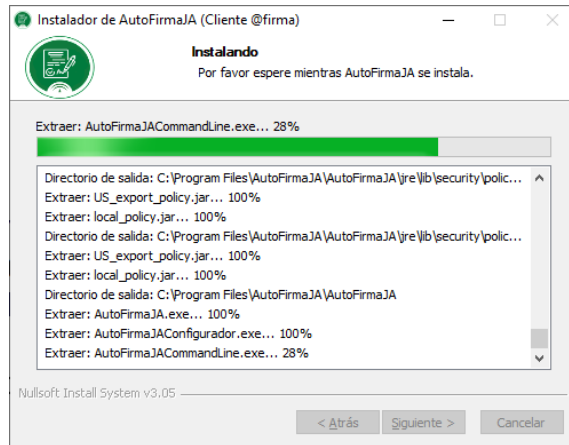 Instalador de AutoFirmaJA (Cliente @firma)
Instalando
Por favor espere mientras AutoFirmaJA se instala.
Extraer: AutoFirmaJACommandLine.exe... 28%
Directorio de salida: C:\Program Files\AutoFirmaJA\AutoFirmaJA\jre\lib\security\polic...
Extraer: US_export_policy.jar... 100%
Extraer: local_policy.jar... 100%
Directorio de salida: C:\Program Files\AutoFirmaJA\AutoFirmaJA\jre\lib\security\polic...
Extraer: US_export_policy.jar... 100%
Extraer: local_policy.jar... 100%
Directorio de salida: C:\Program Files\AutoFirmaJA\AutoFirmaJA
Extraer: AutoFirmaJA.exe... 100%
Extraer: AutoFirmaJAConfigurador.exe... 100%
Extraer: AutoFirmaJACommandLine.exe... 28%
Nullsoft Install System v3.05
< Atrás
Siguiente >
Cancelar